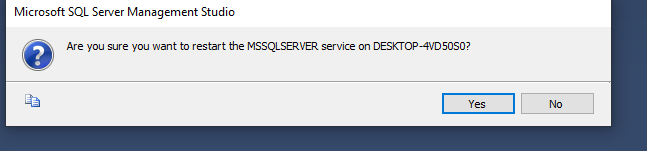 Microsoft SQL Server Management Studio
Are you sure you want to restart the MSSQLSERVER service on DESKTOP-4VD50S0?
Yes
No